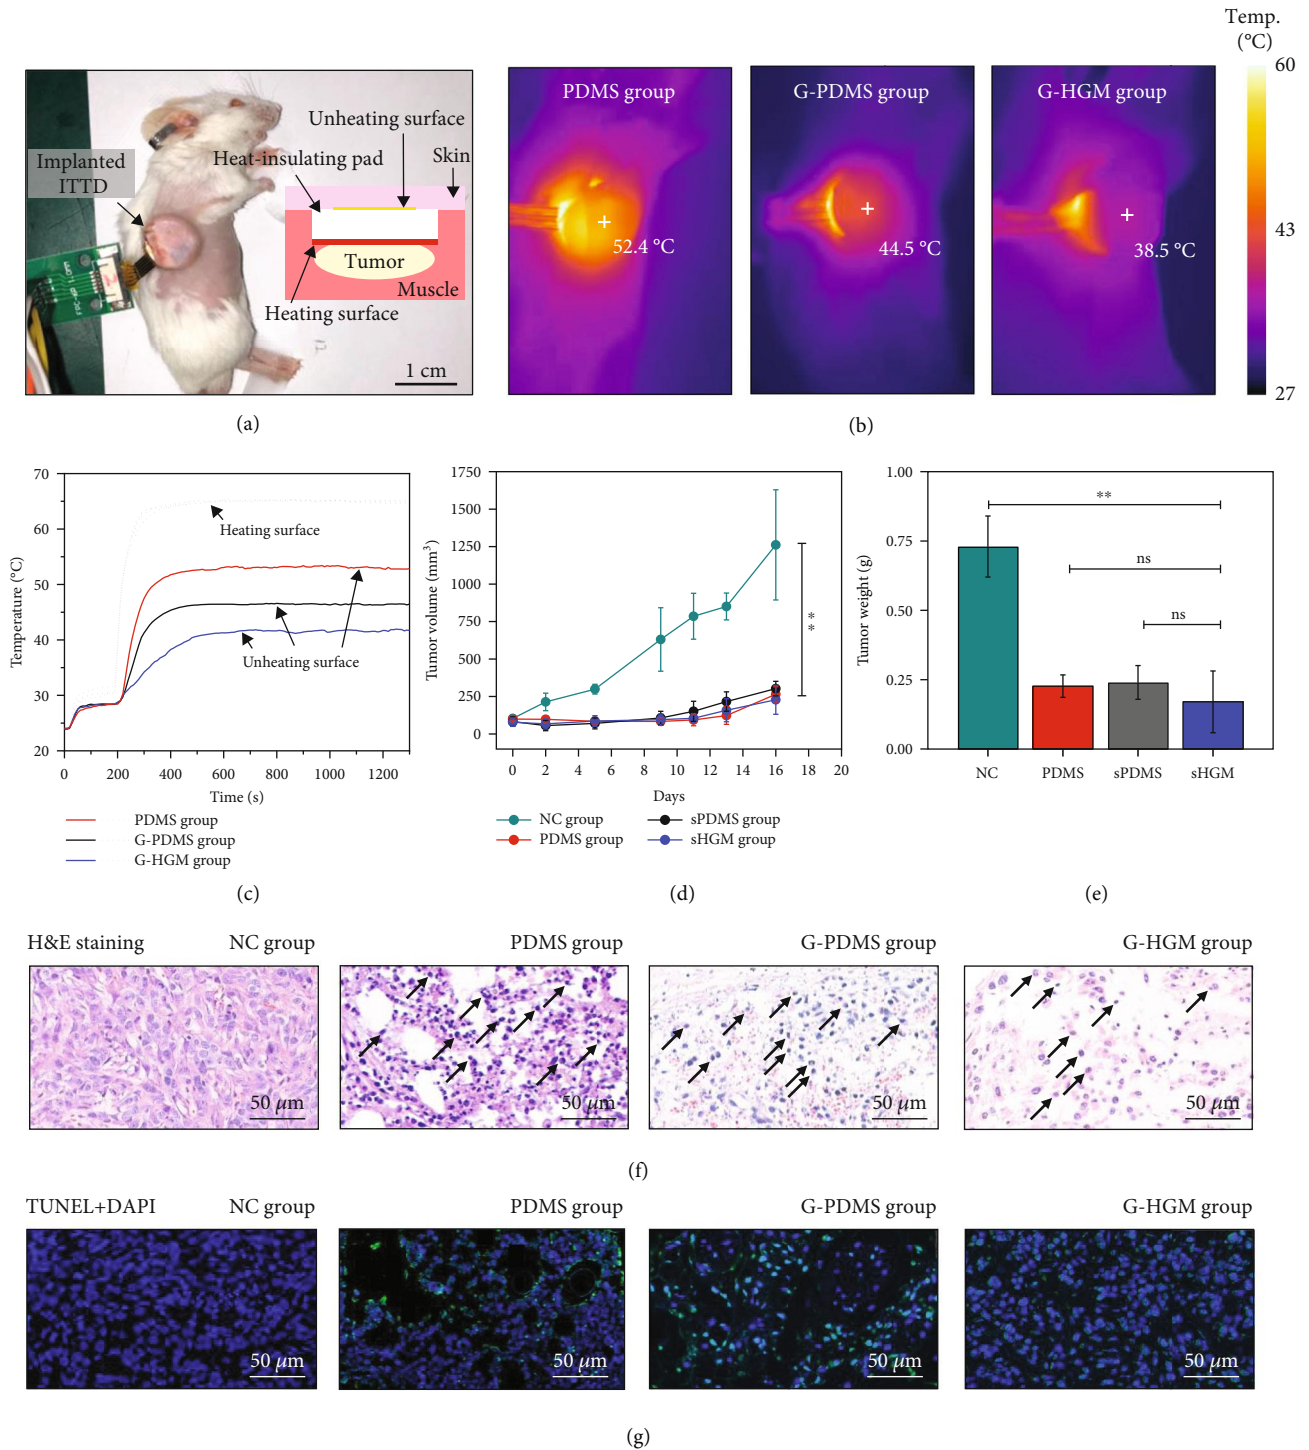 Implanted
ITTD
Heat-insulating pad
Unheating surface
Skin
Tumor
Muscle
Heating surface
1 cm
(a)
PDMS group
52.4 °C
G-PDMS group
44.5 °C
G-HGM group
38.5 °C
Temp.
(°C)
60
43
27
(b)
Temperature (°C)
70
60
50
40
30
20
Heating surface
Unheating surface
0 200 400 600 800 1000 1200
Time (s)
PDMS group
G-PDMS group
G-HGM group
(c)
Tumor volume (mm³)
1750
1500
1250
1000
750
500
250
0
**
0 2 4 6 8 10 12 14 16 18 20
Days
NC group
PDMS group
sPDMS group
sHGM group
(d)
Tumor weight (g)
1.00
0.75
0.50
0.25
0.00
**
ns
ns
NC PDMS sPDMS sHGM
(e)
H&E staining NC group
PDMS group
G-PDMS group
G-HGM group
50 μm
50 μm
50 μm
50 μm
(f)
TUNEL+DAPI NC group
PDMS group
G-PDMS group
G-HGM group
50 μm
50 μm
50 μm
50 μm
(g)